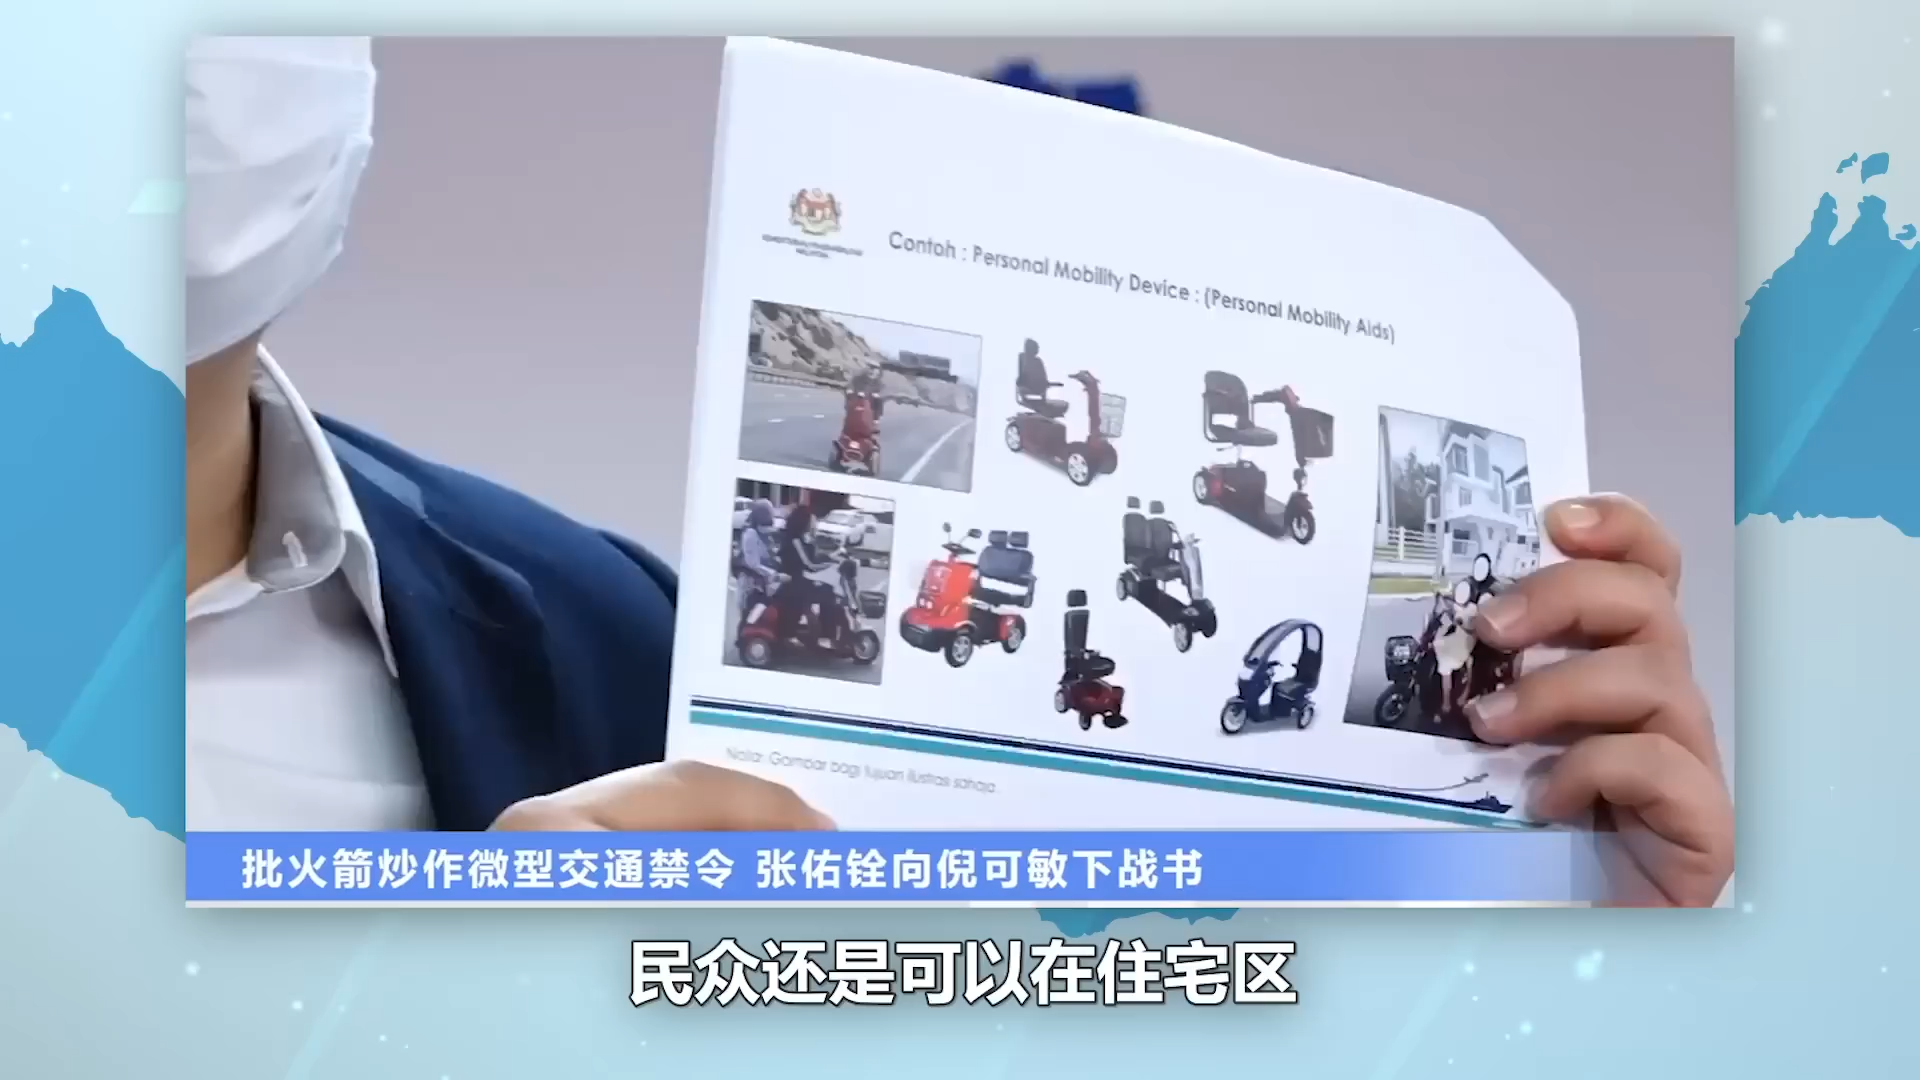 Contoh : Personal Mobility Device : (Personal Mobility Aids)
Nota: Gambar bagi tujuan ilustrasi sahaja
批火箭炒作微型交通禁令 张佑铨向倪可敏下战书
民众还是可以在住宅区